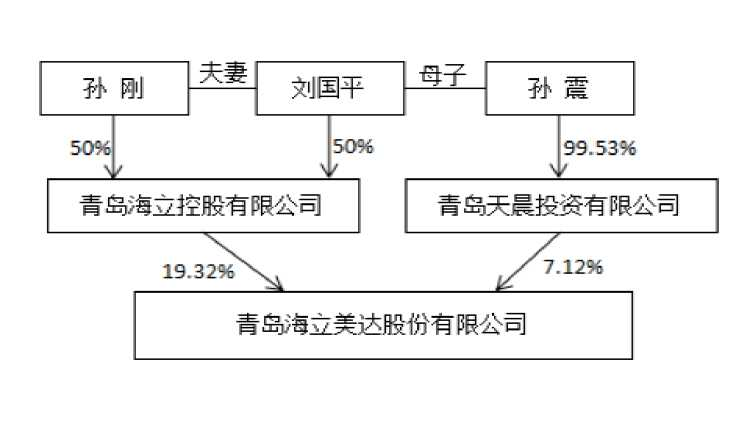 孙 刚
夫妻
刘国平
母子
孙 震
50%
50%
99.53%
青岛海立控股有限公司
青岛天晨投资有限公司
19.32%
7.12%
青岛海立美达股份有限公司